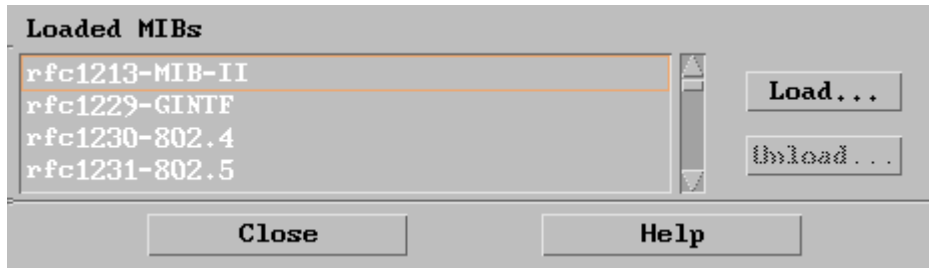 Loaded MIBs
rfc1213-MIB-II
rfc1229-GINTF
rfc1230-802.4
rfc1231-802.5
Load...
Unload...
Close
Help